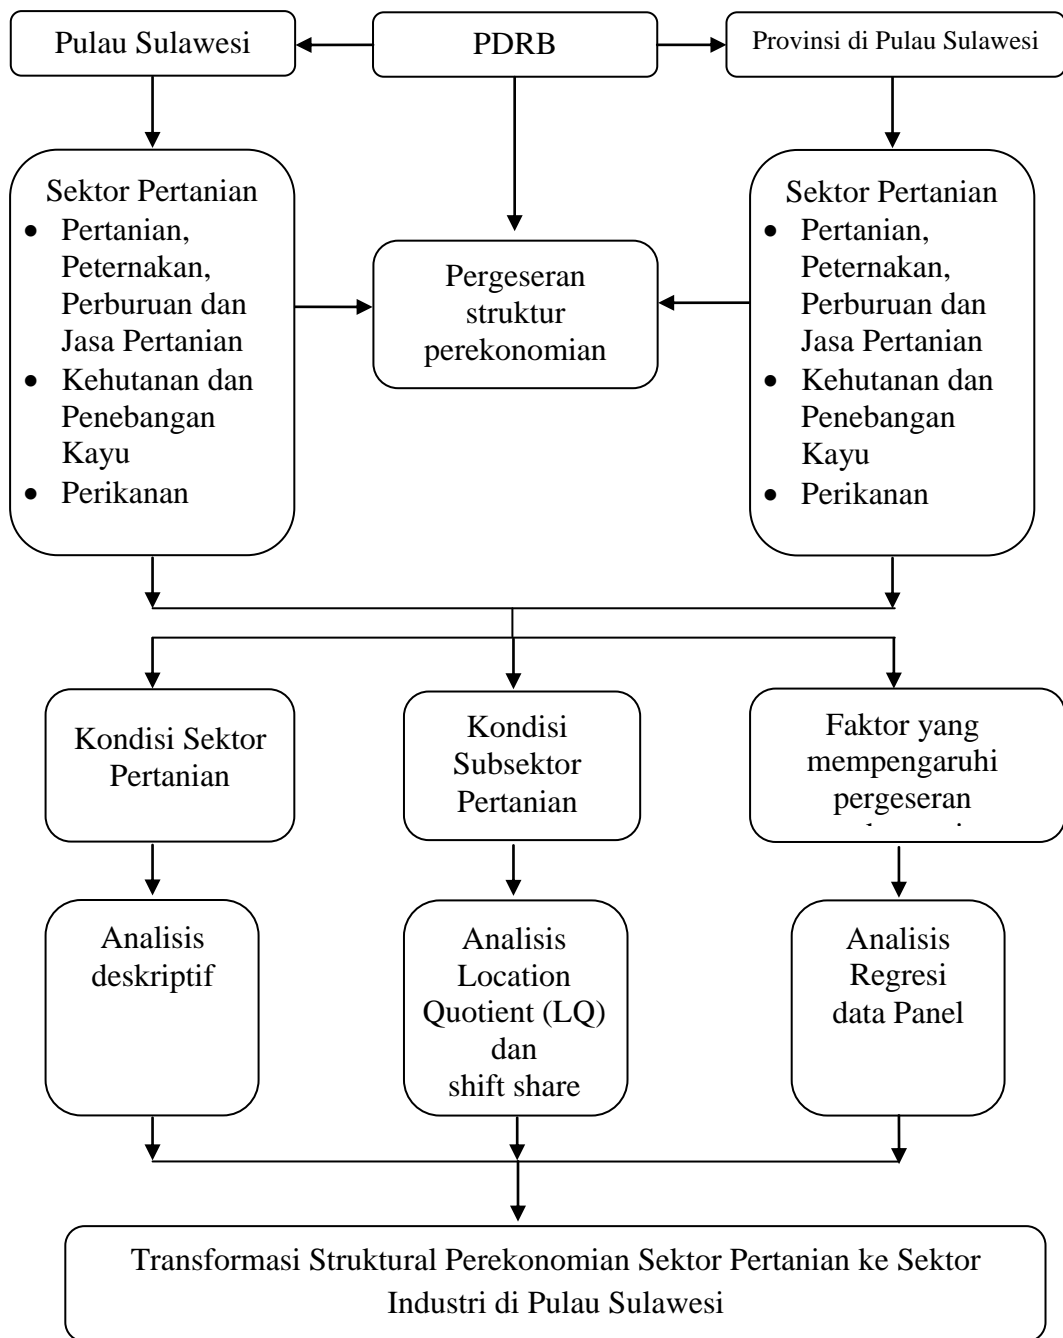 Pulau Sulawesi
PDRB
Provinsi di Pulau Sulawesi
Sektor Pertanian
• Pertanian,
Peternakan,
Perburuan dan
Jasa Pertanian
• Kehutanan dan
Penebangan
Kayu
• Perikanan
Pergeseran
struktur
perekonomian
Sektor Pertanian
• Pertanian,
Peternakan,
Perburuan dan
Jasa Pertanian
• Kehutanan dan
Penebangan
Kayu
• Perikanan
Kondisi Sektor
Pertanian
Kondisi
Subsektor
Pertanian
Faktor yang
mempengaruhi
pergeseran
Analisis
deskriptif
Analisis
Location
Quotient (LQ)
dan
shift share
Analisis
Regresi
data Panel
Transformasi Struktural Perekonomian Sektor Pertanian ke Sektor
Industri di Pulau Sulawesi